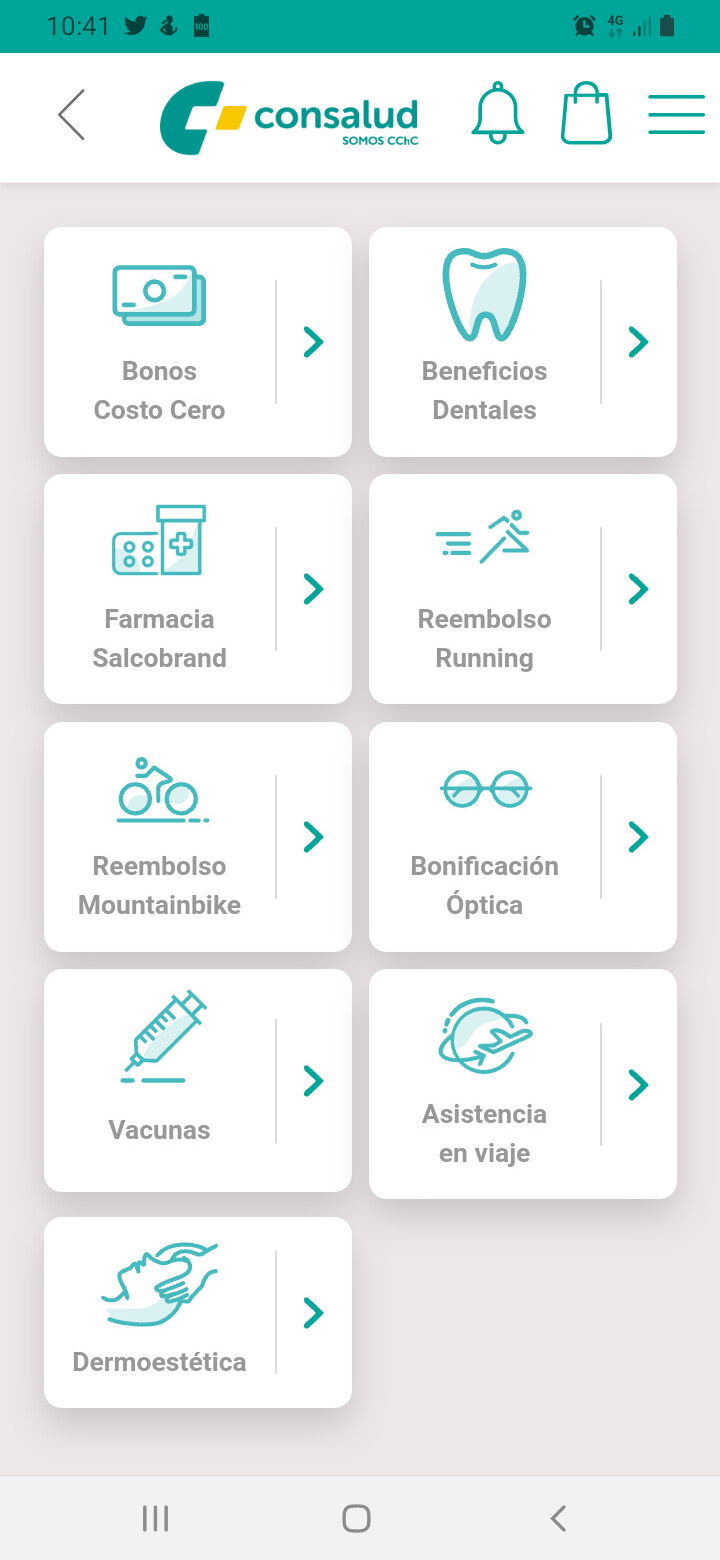 10:41
100
4G
consalud
SOMOS CChC
Bonos
Costo Cero
Beneficios
Dentales
Farmacia
Salcobrand
Reembolso
Running
Reembolso
Mountainbike
Bonificación
Óptica
Vacunas
Asistencia
en viaje
Dermoestética